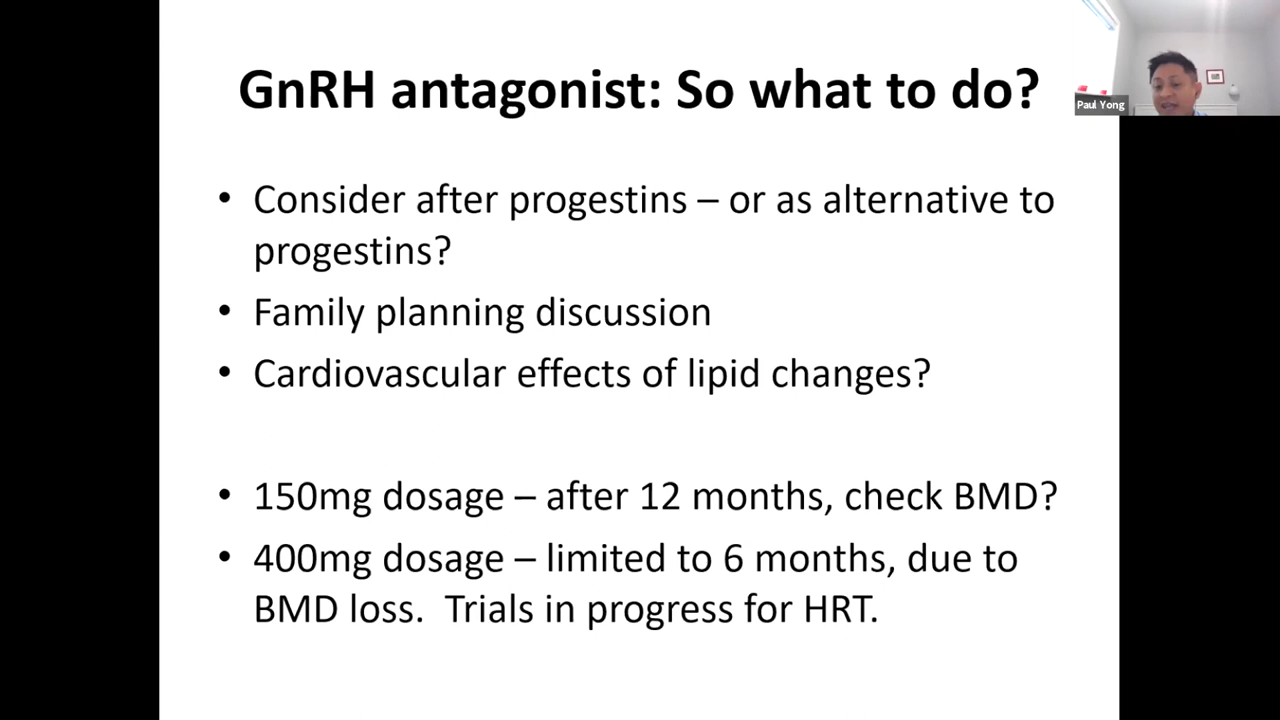 GnRH antagonist: So what to do?
Paul Yong
• Consider after progestins – or as alternative to
progestins?
• Family planning discussion
• Cardiovascular effects of lipid changes?
• 150mg dosage – after 12 months, check BMD?
• 400mg dosage – limited to 6 months, due to
BMD loss.  Trials in progress for HRT.